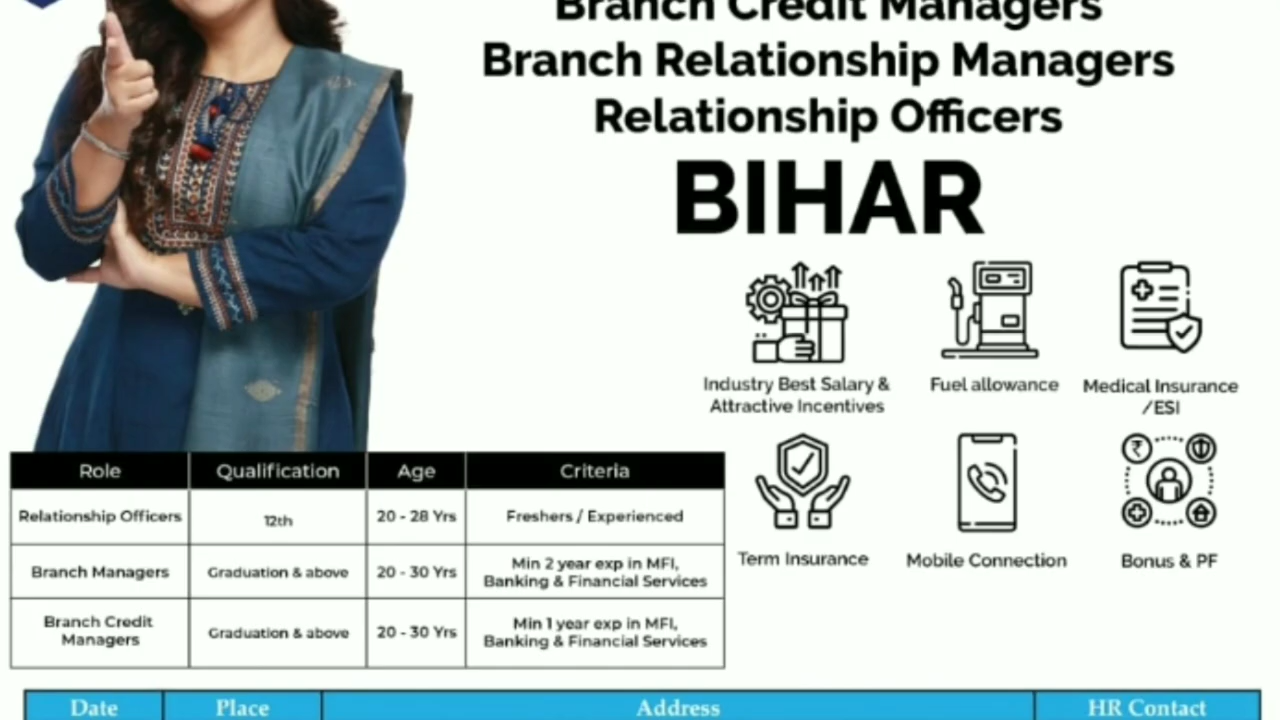 Branch Credit Managers
Branch Relationship Managers
Relationship Officers
BIHAR
Industry Best Salary &
Attractive Incentives
Fuel allowance
Medical Insurance
/ESI
Term Insurance
Mobile Connection
Bonus & PF
Role Qualification Age Criteria
Relationship Officers 12th 20 - 28 Yrs Freshers / Experienced
Branch Managers Graduation & above 20 - 30 Yrs Min 2 year exp in MFI,
Banking & Financial Services
Branch Credit
Managers Graduation & above 20 - 30 Yrs Min 1 year exp in MFI,
Banking & Financial Services
Date Place Address HR Contact